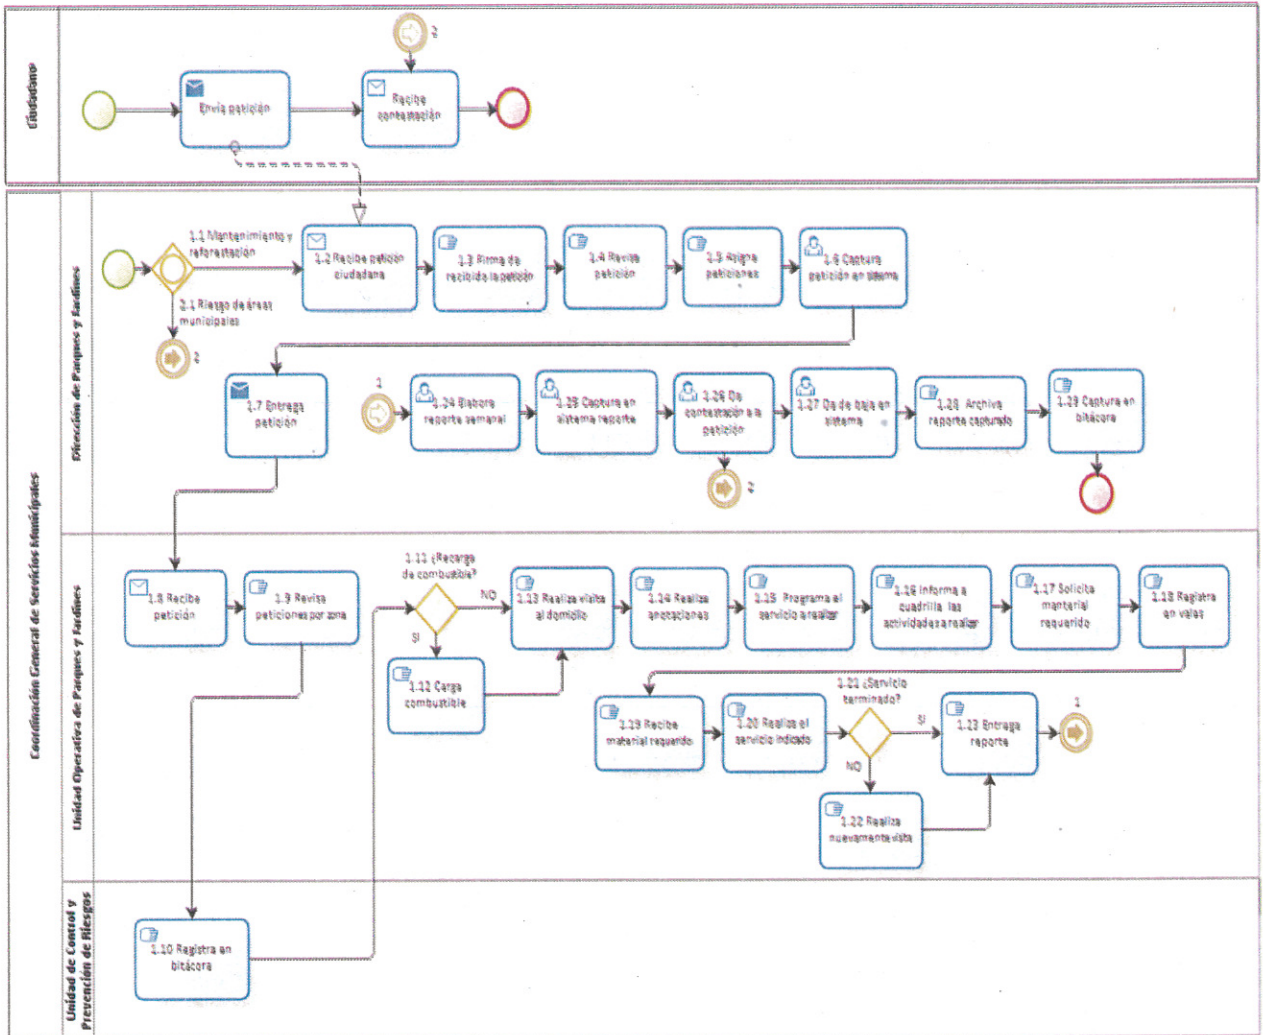 Ciudadano
2
Envía petición
Recibe
contestación
Coordinación General de Servicios Municipales
Dirección de Parques y Jardines
1.1 Mantenimiento y
reforestación
2.1 Riesgo de áreas
municipales
2
1.2 Recibe petición
ciudadana
1.3 Firma de
recibido la petición
1.4 Revisa
petición
1.5 Asigna
peticiones
1.6 Captura
petición en sistema
1.7 Entrega
petición
1
1.24 Elabora
reporte semanal
1.25 Captura en
sistema reporte
1.26 Da
contestación a la
petición
2
1.27 Da de baja en
sistema
1.28 Archiva
reporte capturado
1.29 Captura en
bitácora
Unidad Operativa de Parques y Jardines
1.8 Recibe
petición
1.9 Revisa
peticiones por zona
1.11 ¿Recarga
de combustible?
NO
SI
1.12 Carga
combustible
1.13 Realiza visita
al domicilio
1.14 Realiza
anotaciones
1.15 Programa el
servicio a realizar
1.16 Informa a
cuadrilla las
actividades a realizar
1.17 Solicita
manterial
requerido
1.18 Registra
en vales
1.19 Recibe
material requerido
1.20 Realiza el
servicio indicado
1.21 ¿Servicio
terminado?
SI
NO
1.22 Realiza
nuevamente vista
1.23 Entrega
reporte
1
Unidad de Control y
Prevención de Riesgos
1.10 Registra en
bitácora